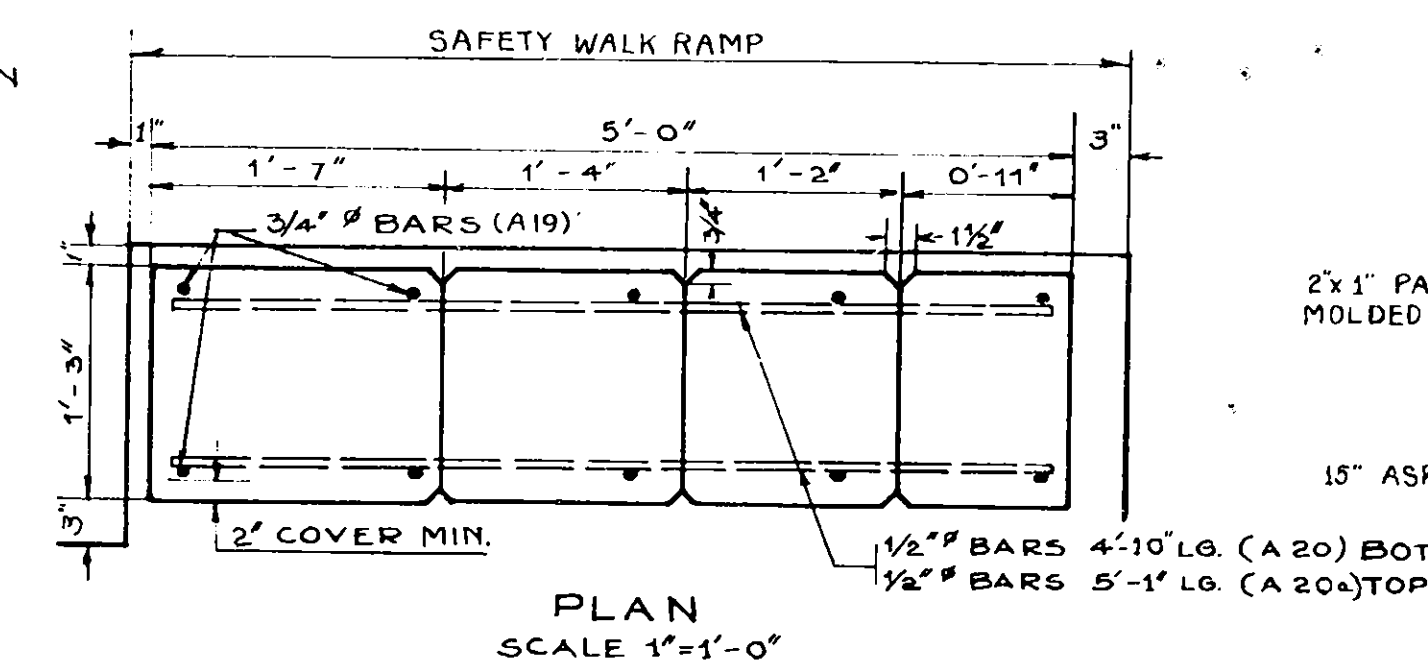 SAFETY WALK RAMP
1"
5'-0"
3"
1'-7"
1'-4"
1'-2"
0'-11"
3/4" Ø BARS (A19)
3/4"
1½"
1"
1'-3"
3"
2" COVER MIN.
2"x 1" PA
MOLDED
15" ASP
1/2" Ø BARS 4'-10" LG. (A 20) BOT
1/2" Ø BARS 5'-1" LG. (A 20a) TOP
PLAN
SCALE 1"=1'-0"